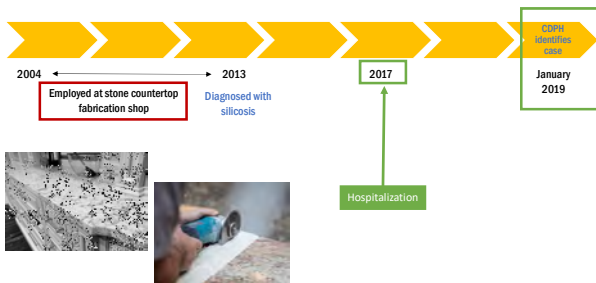 CDPH
identifies
case
2004
2013
2017
January
2019
Employed at stone countertop
fabrication shop
Diagnosed with
silicosis
Hospitalization